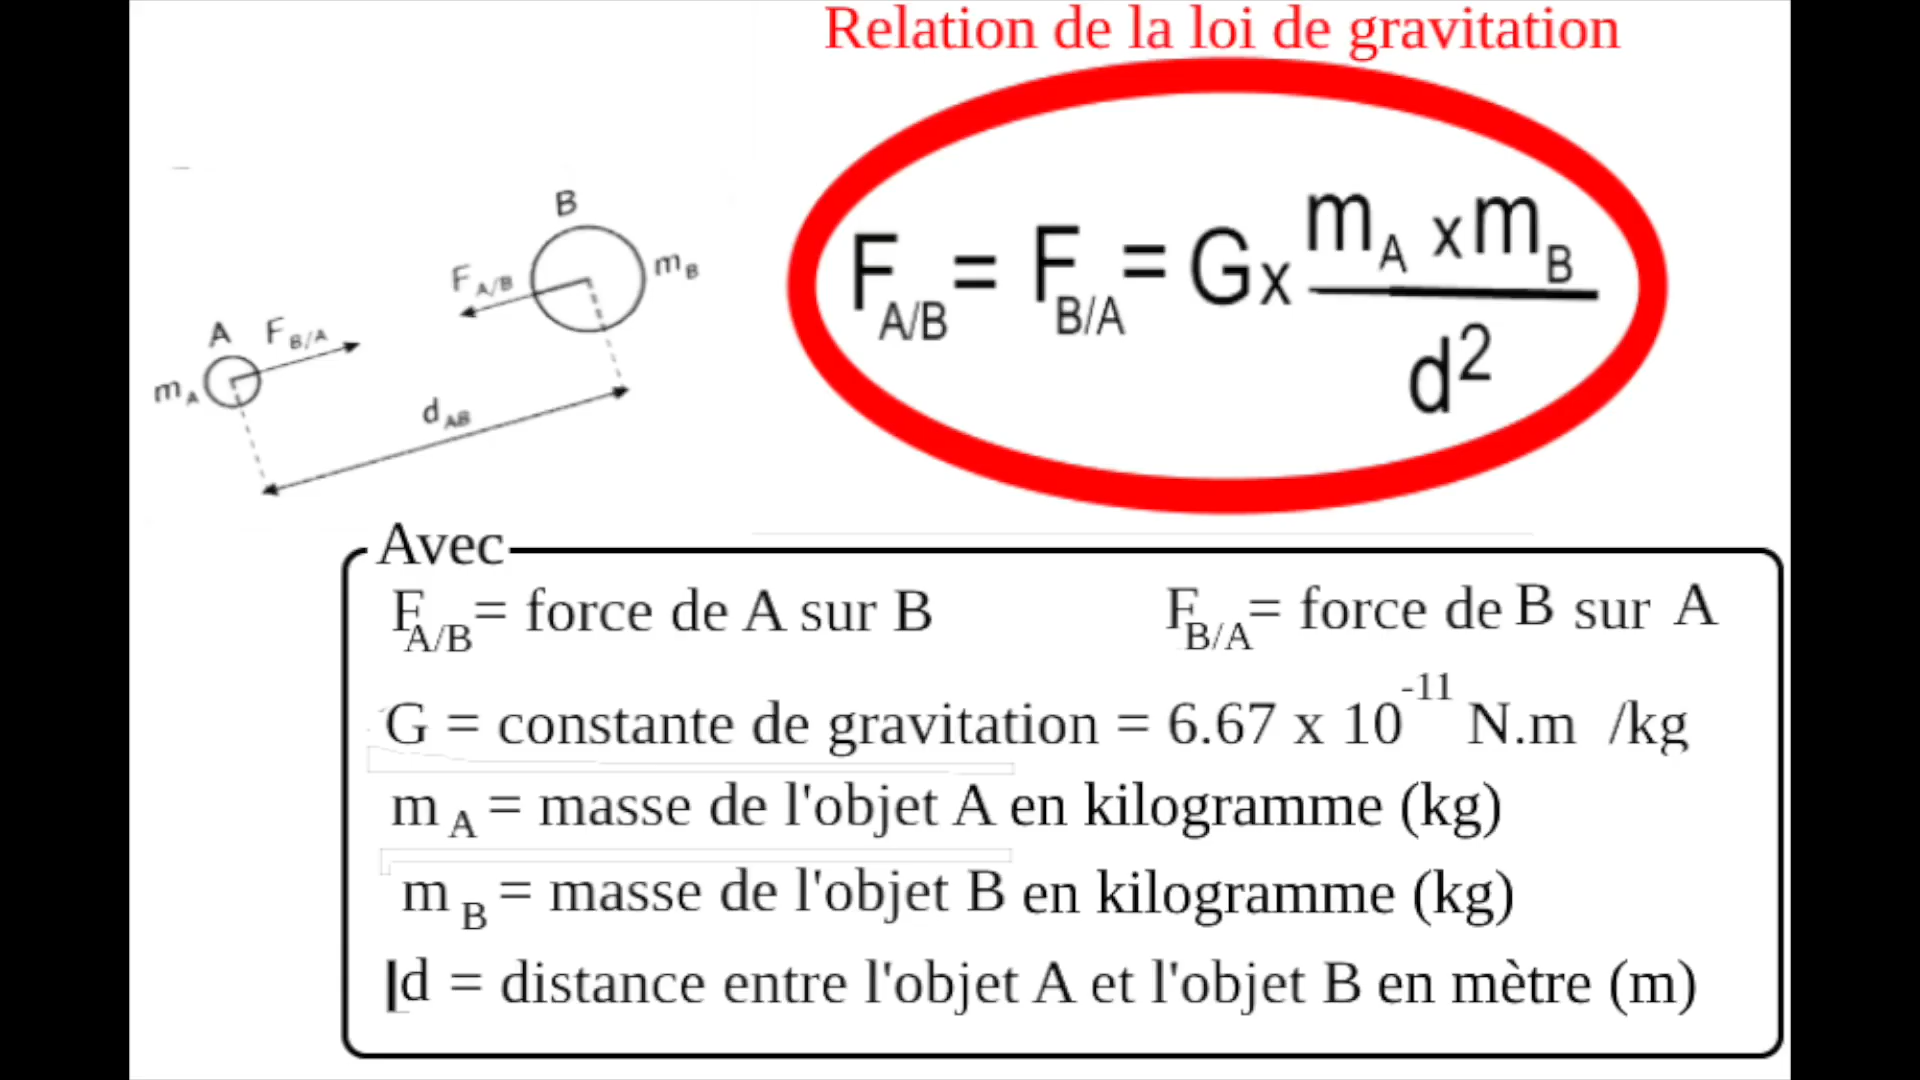 Relation de la loi de gravitation
B
F A/B
m B
A F B/A
m A
d AB
F A/B = F B/A = G x m A x m B
d²
Avec
F A/B = force de A sur B
F B/A = force de B sur A
G = constante de gravitation = 6.67 x 10 -11 N.m /kg
m A = masse de l'objet A en kilogramme (kg)
m B = masse de l'objet B en kilogramme (kg)
d = distance entre l'objet A et l'objet B en mètre (m)